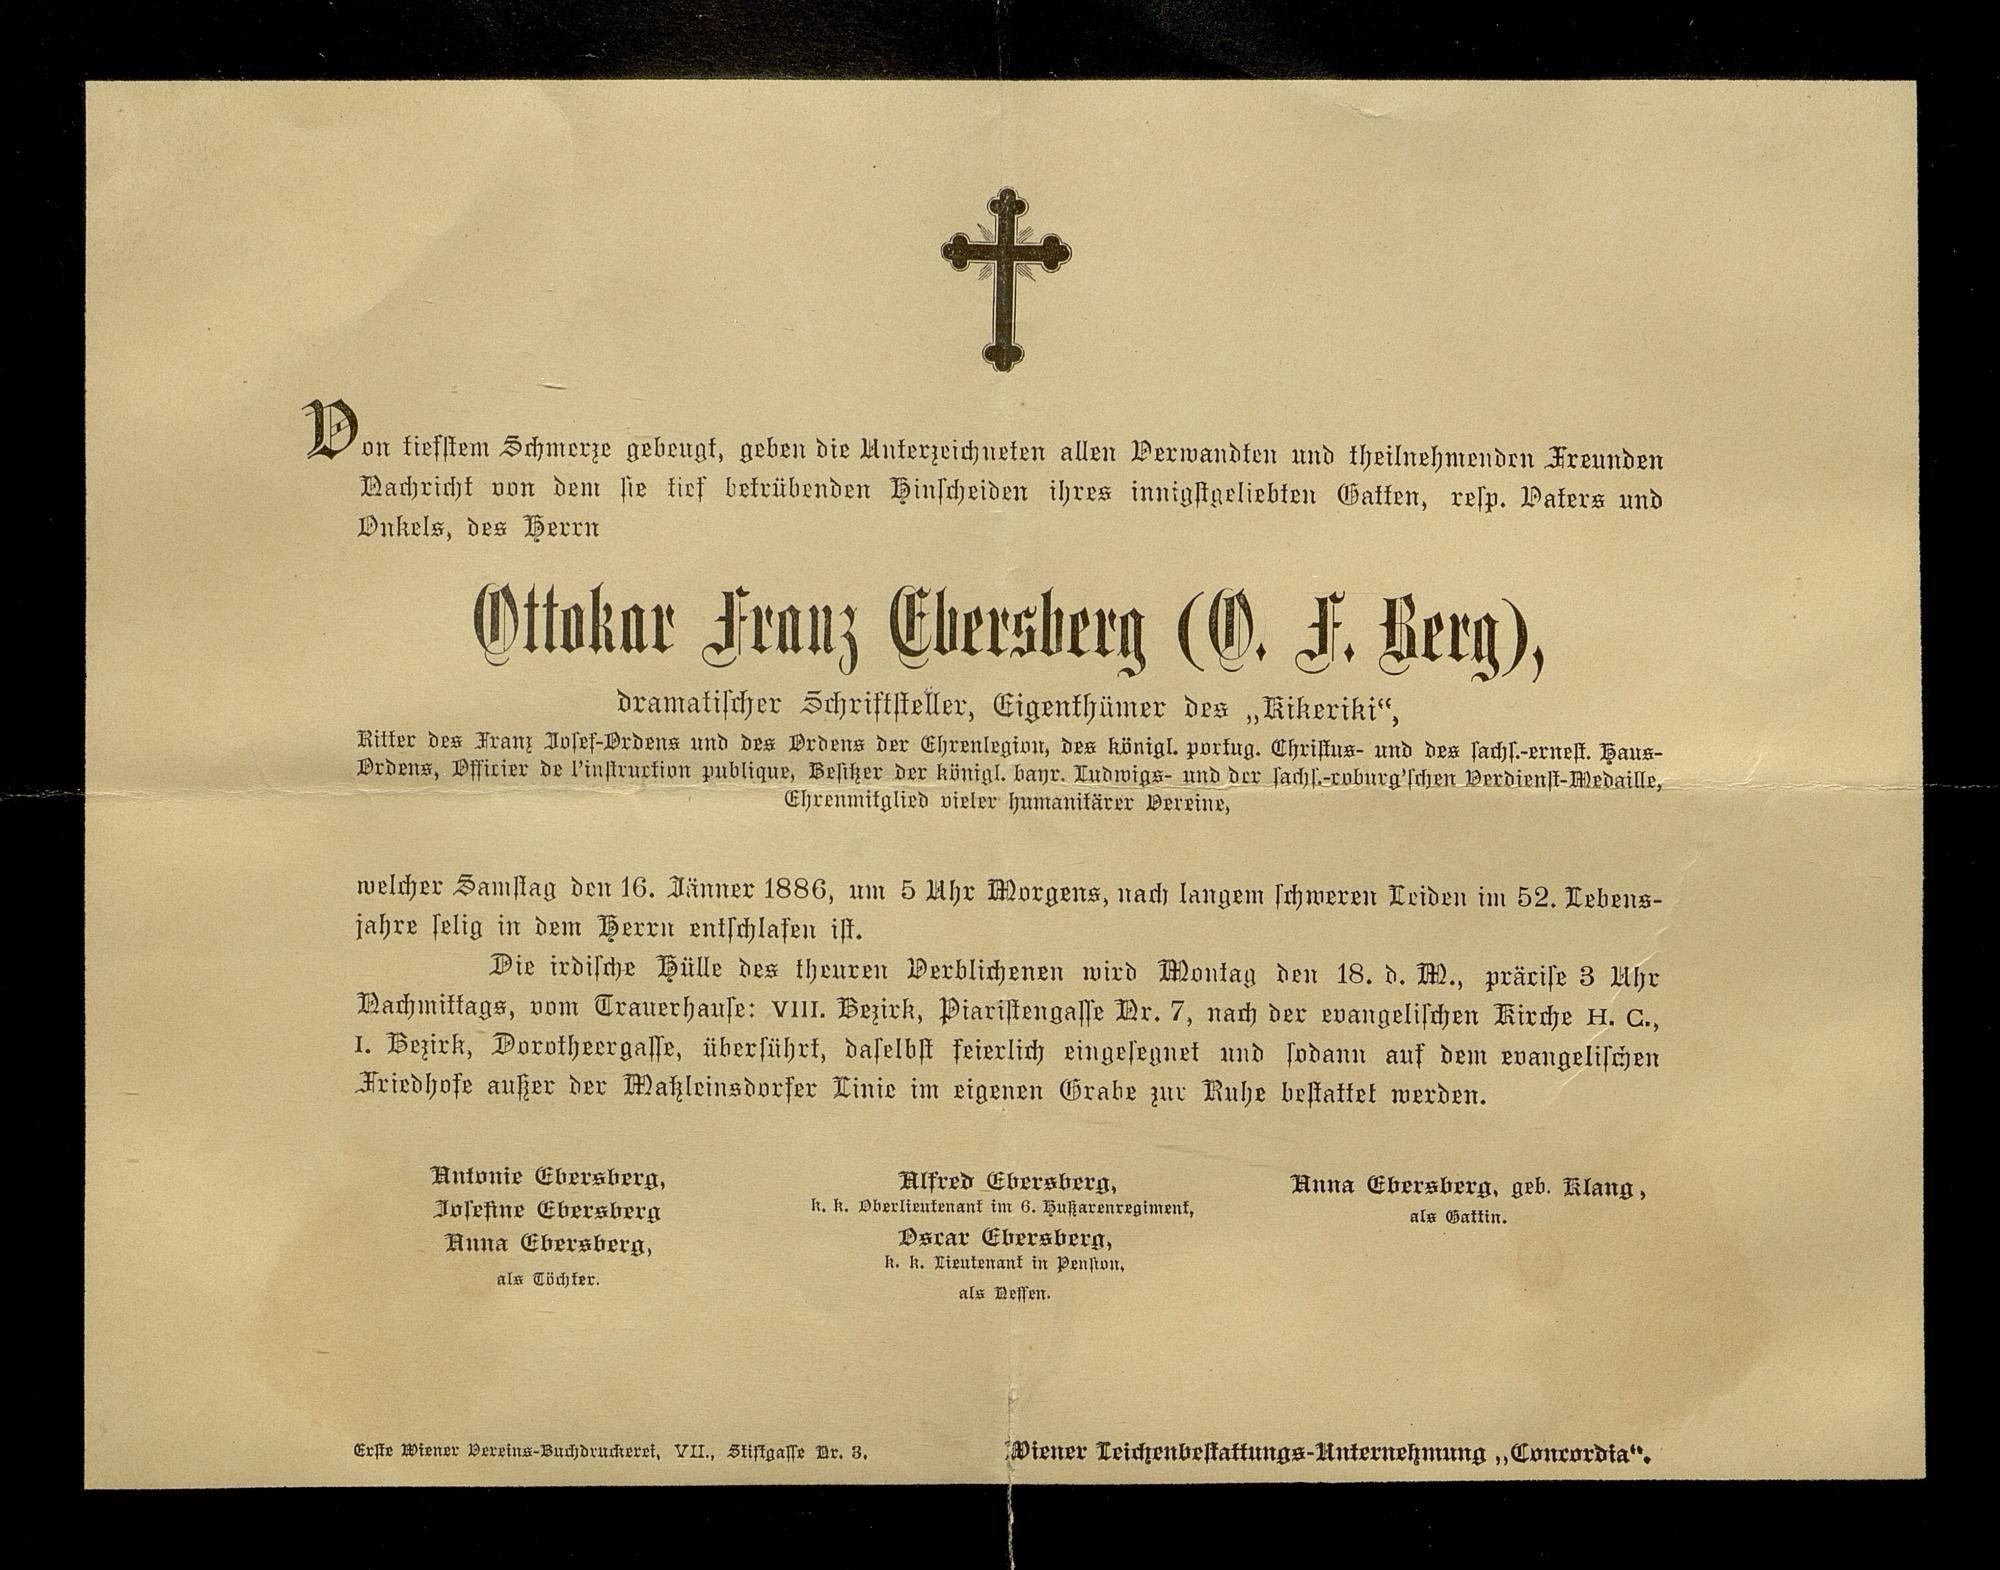 Von tiefstem Schmerze gebeugt, geben die Unterzeichneten allen Verwandten und theilnehmenden Freunden
Nachricht von dem sie tief betrübenden Hinscheiden ihres innigstgeliebten Gatten, resp. Vaters und
Onkels, des Herrn
Ottokar Franz Ebersberg (O. F. Berg),
dramatischer Schriftsteller, Eigenthümer des „Kikeriki“,
Ritter des Franz Josef-Ordens und des Ordens der Ehrenlegion, des königl. portug. Christus- und des sachs.-ernest. Haus-
Ordens, Officier de l'instruction publique, Besitzer der königl. bayr. Ludwigs- und der sachs.-coburg'schen Verdienst-Medaille,
Ehrenmitglied vieler humanitärer Vereine,
welcher Samstag den 16. Jänner 1886, um 5 Uhr Morgens, nach langem schweren Leiden im 52. Lebens-
jahre selig in dem Herrn entschlafen ist.
Die irdische Hülle des theuren Verblichenen wird Montag den 18. d. M., präcise 3 Uhr
Nachmittags, vom Trauerhause: VIII. Bezirk, Piaristengasse Nr. 7, nach der evangelischen Kirche H. C.,
I. Bezirk, Dorotheergasse, überführt, daselbst feierlich eingesegnet und sodann auf dem evangelischen
Friedhofe außer der Matzleinsdorfer Linie im eigenen Grabe zur Ruhe bestattet werden.
Antonie Ebersberg,
Josefine Ebersberg
Anna Ebersberg,
als Töchter.
Alfred Ebersberg,
k. k. Oberlieutenant im 6. Hußarenregiment,
Oscar Ebersberg,
k. k. Lieutenant in Pension,
als Neffen.
Anna Ebersberg, geb. Klang,
als Gattin.
Erste Wiener Vereins-Buchdruckerei, VII., Stiftgasse Nr. 3.
Wiener Leichenbestattungs-Unternehmung „Concordia“.